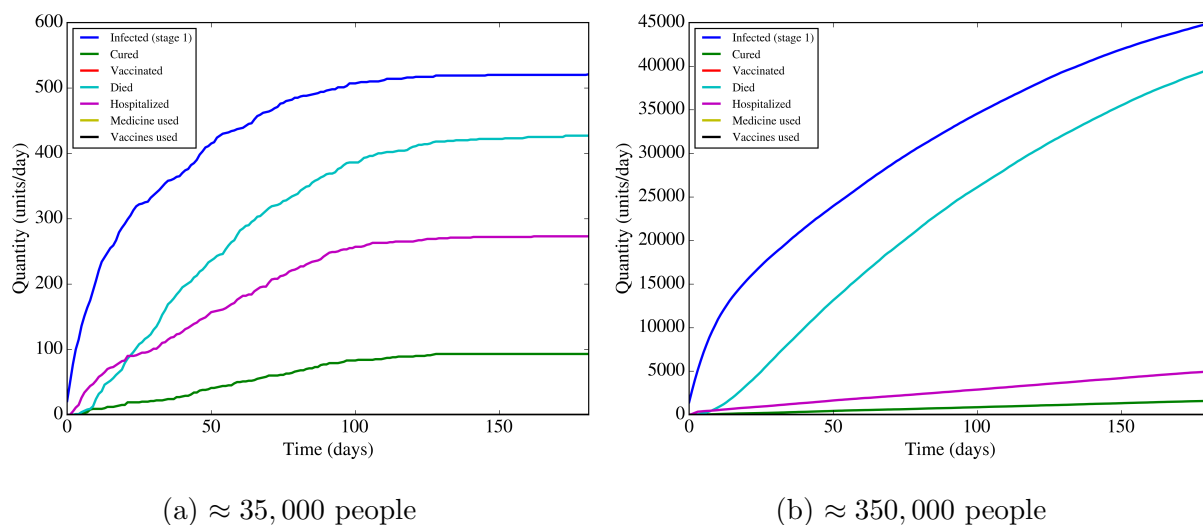 600
500
400
300
200
100
0
Quantity (units/day)
Infected (stage 1)
Cured
Vaccinated
Died
Hospitalized
Medicine used
Vaccines used
0 50 100 150
Time (days)
(a) ≈ 35, 000 people
45000
40000
35000
30000
25000
20000
15000
10000
5000
0
Quantity (units/day)
Infected (stage 1)
Cured
Vaccinated
Died
Hospitalized
Medicine used
Vaccines used
0 50 100 150
Time (days)
(b) ≈ 350, 000 people